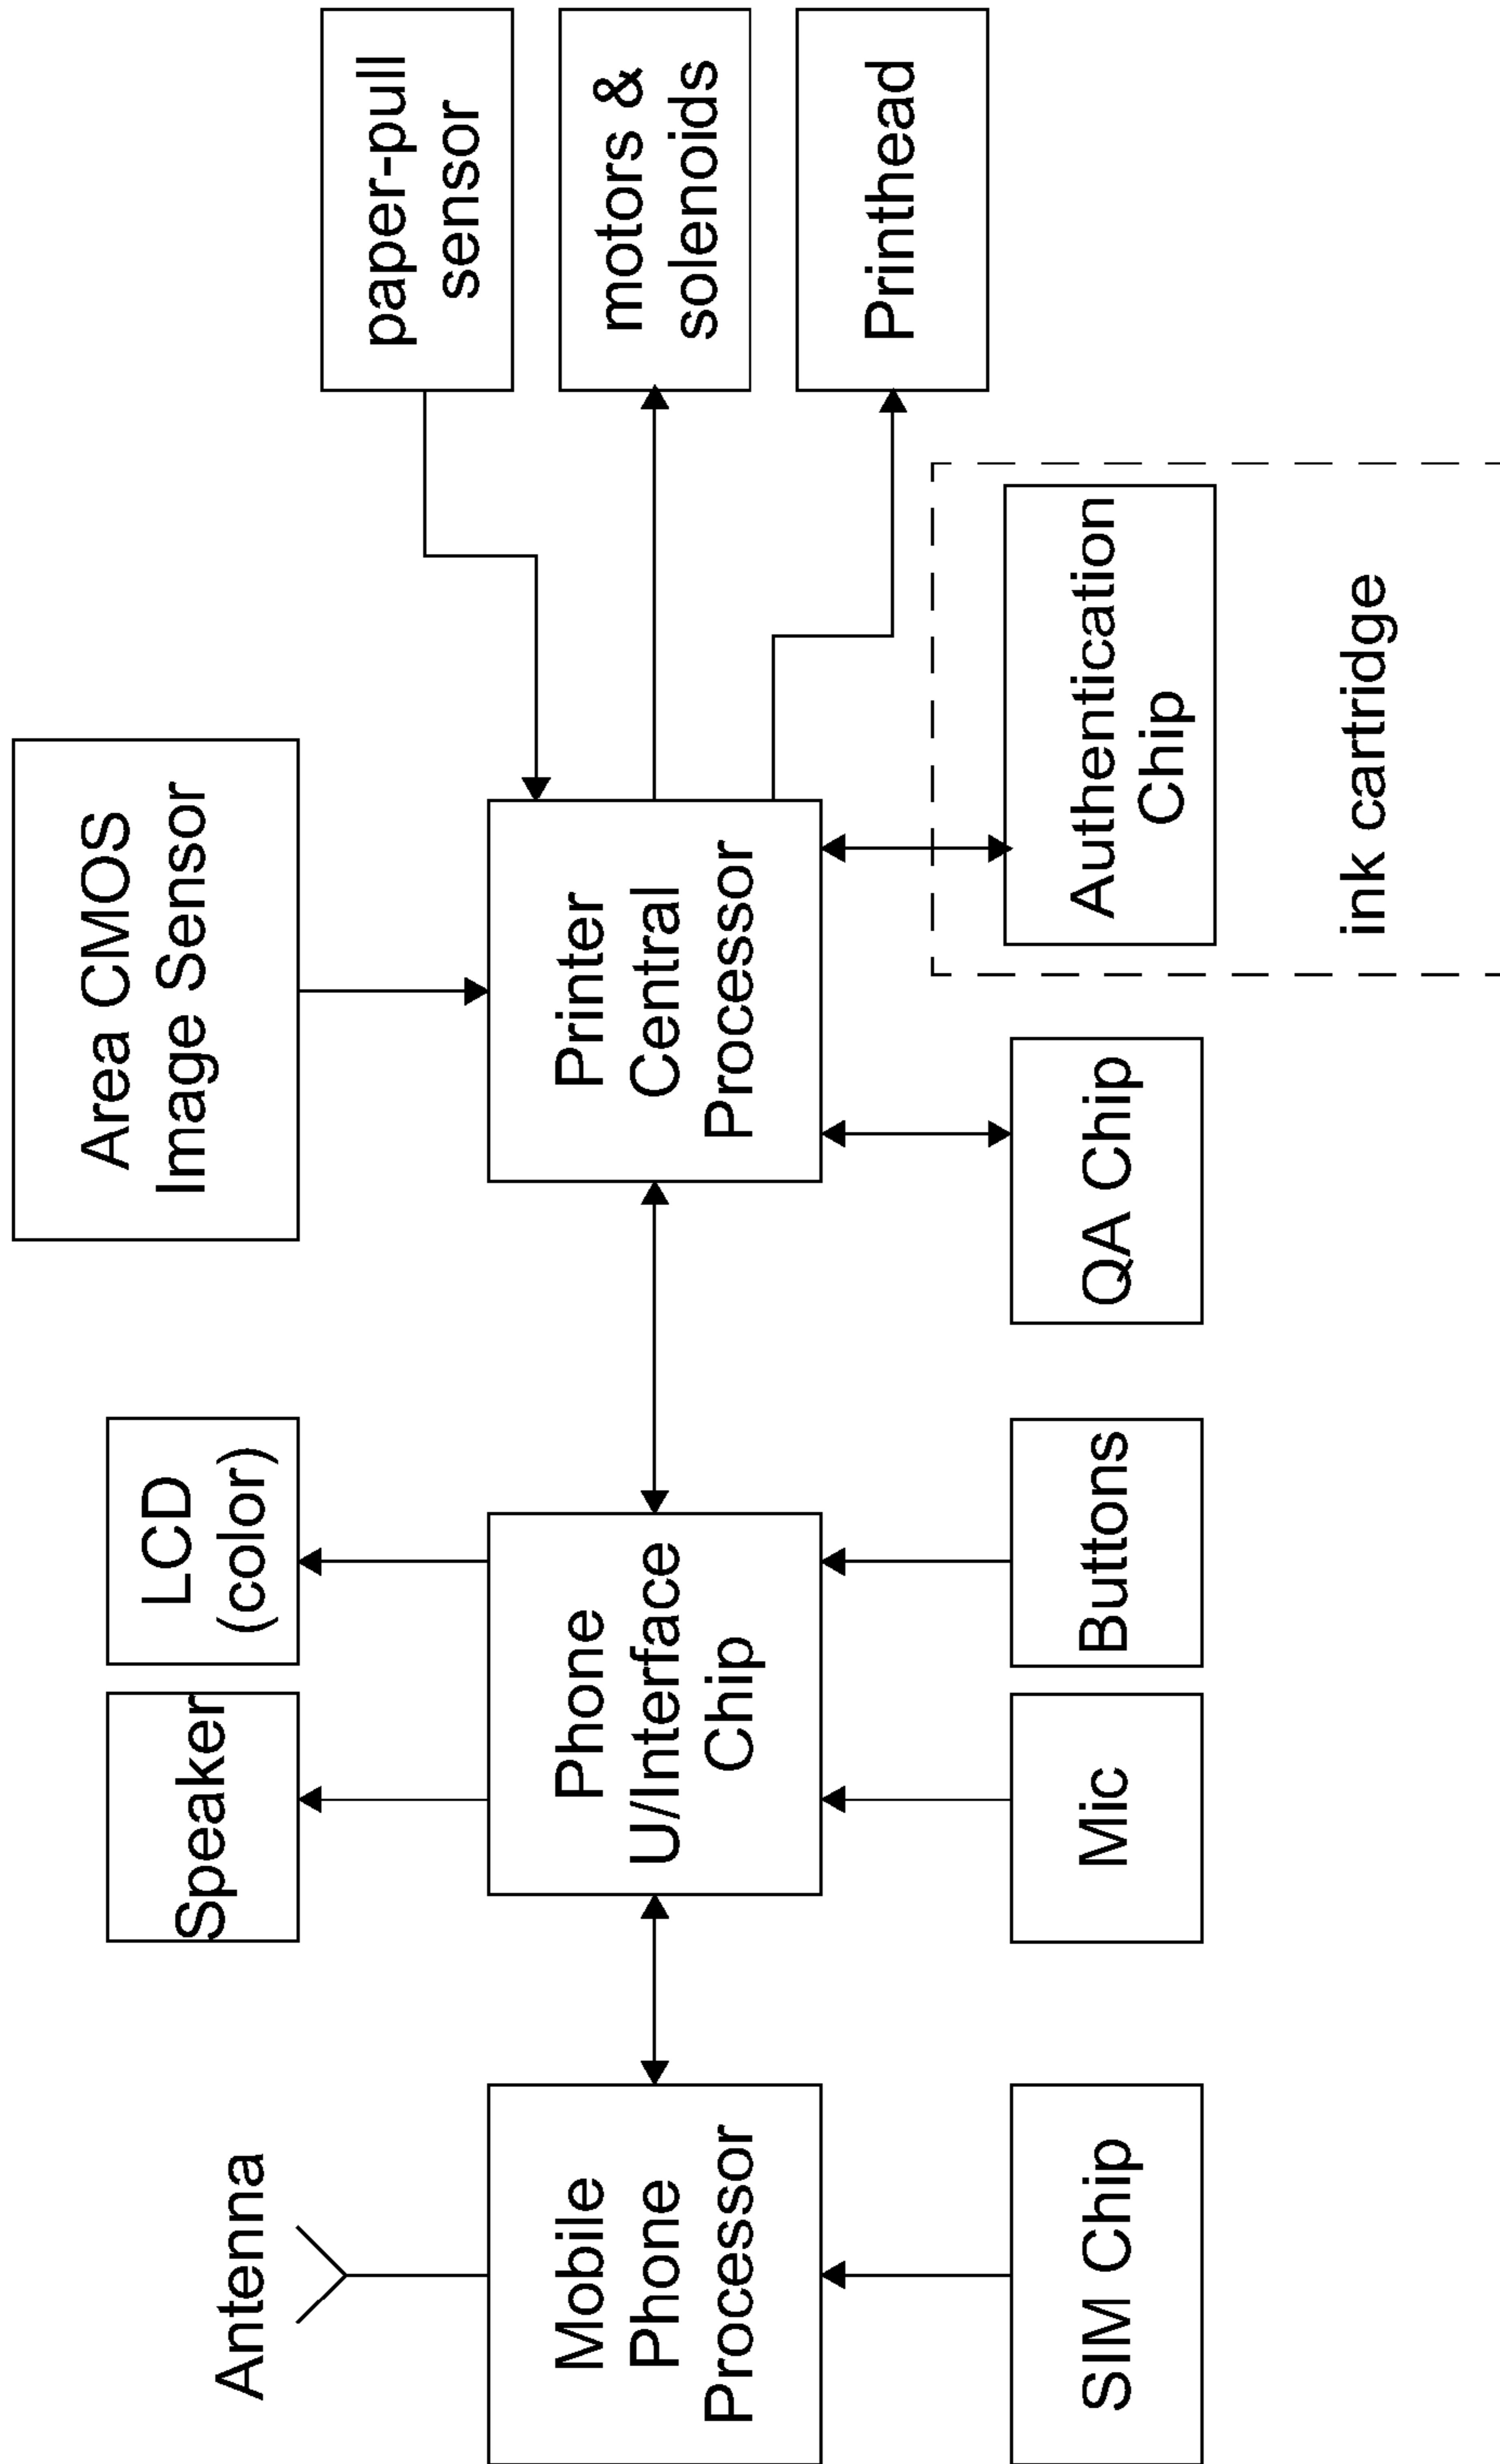 Antenna
Mobile
Phone
Processor
SIM Chip
Speaker
LCD
(color)
Phone
U/Interface
Chip
Mic
Buttons
Area CMOS
Image Sensor
Printer
Central
Processor
QA Chip
Authentication
Chip
ink cartridge
paper-pull
sensor
motors &
solenoids
Printhead